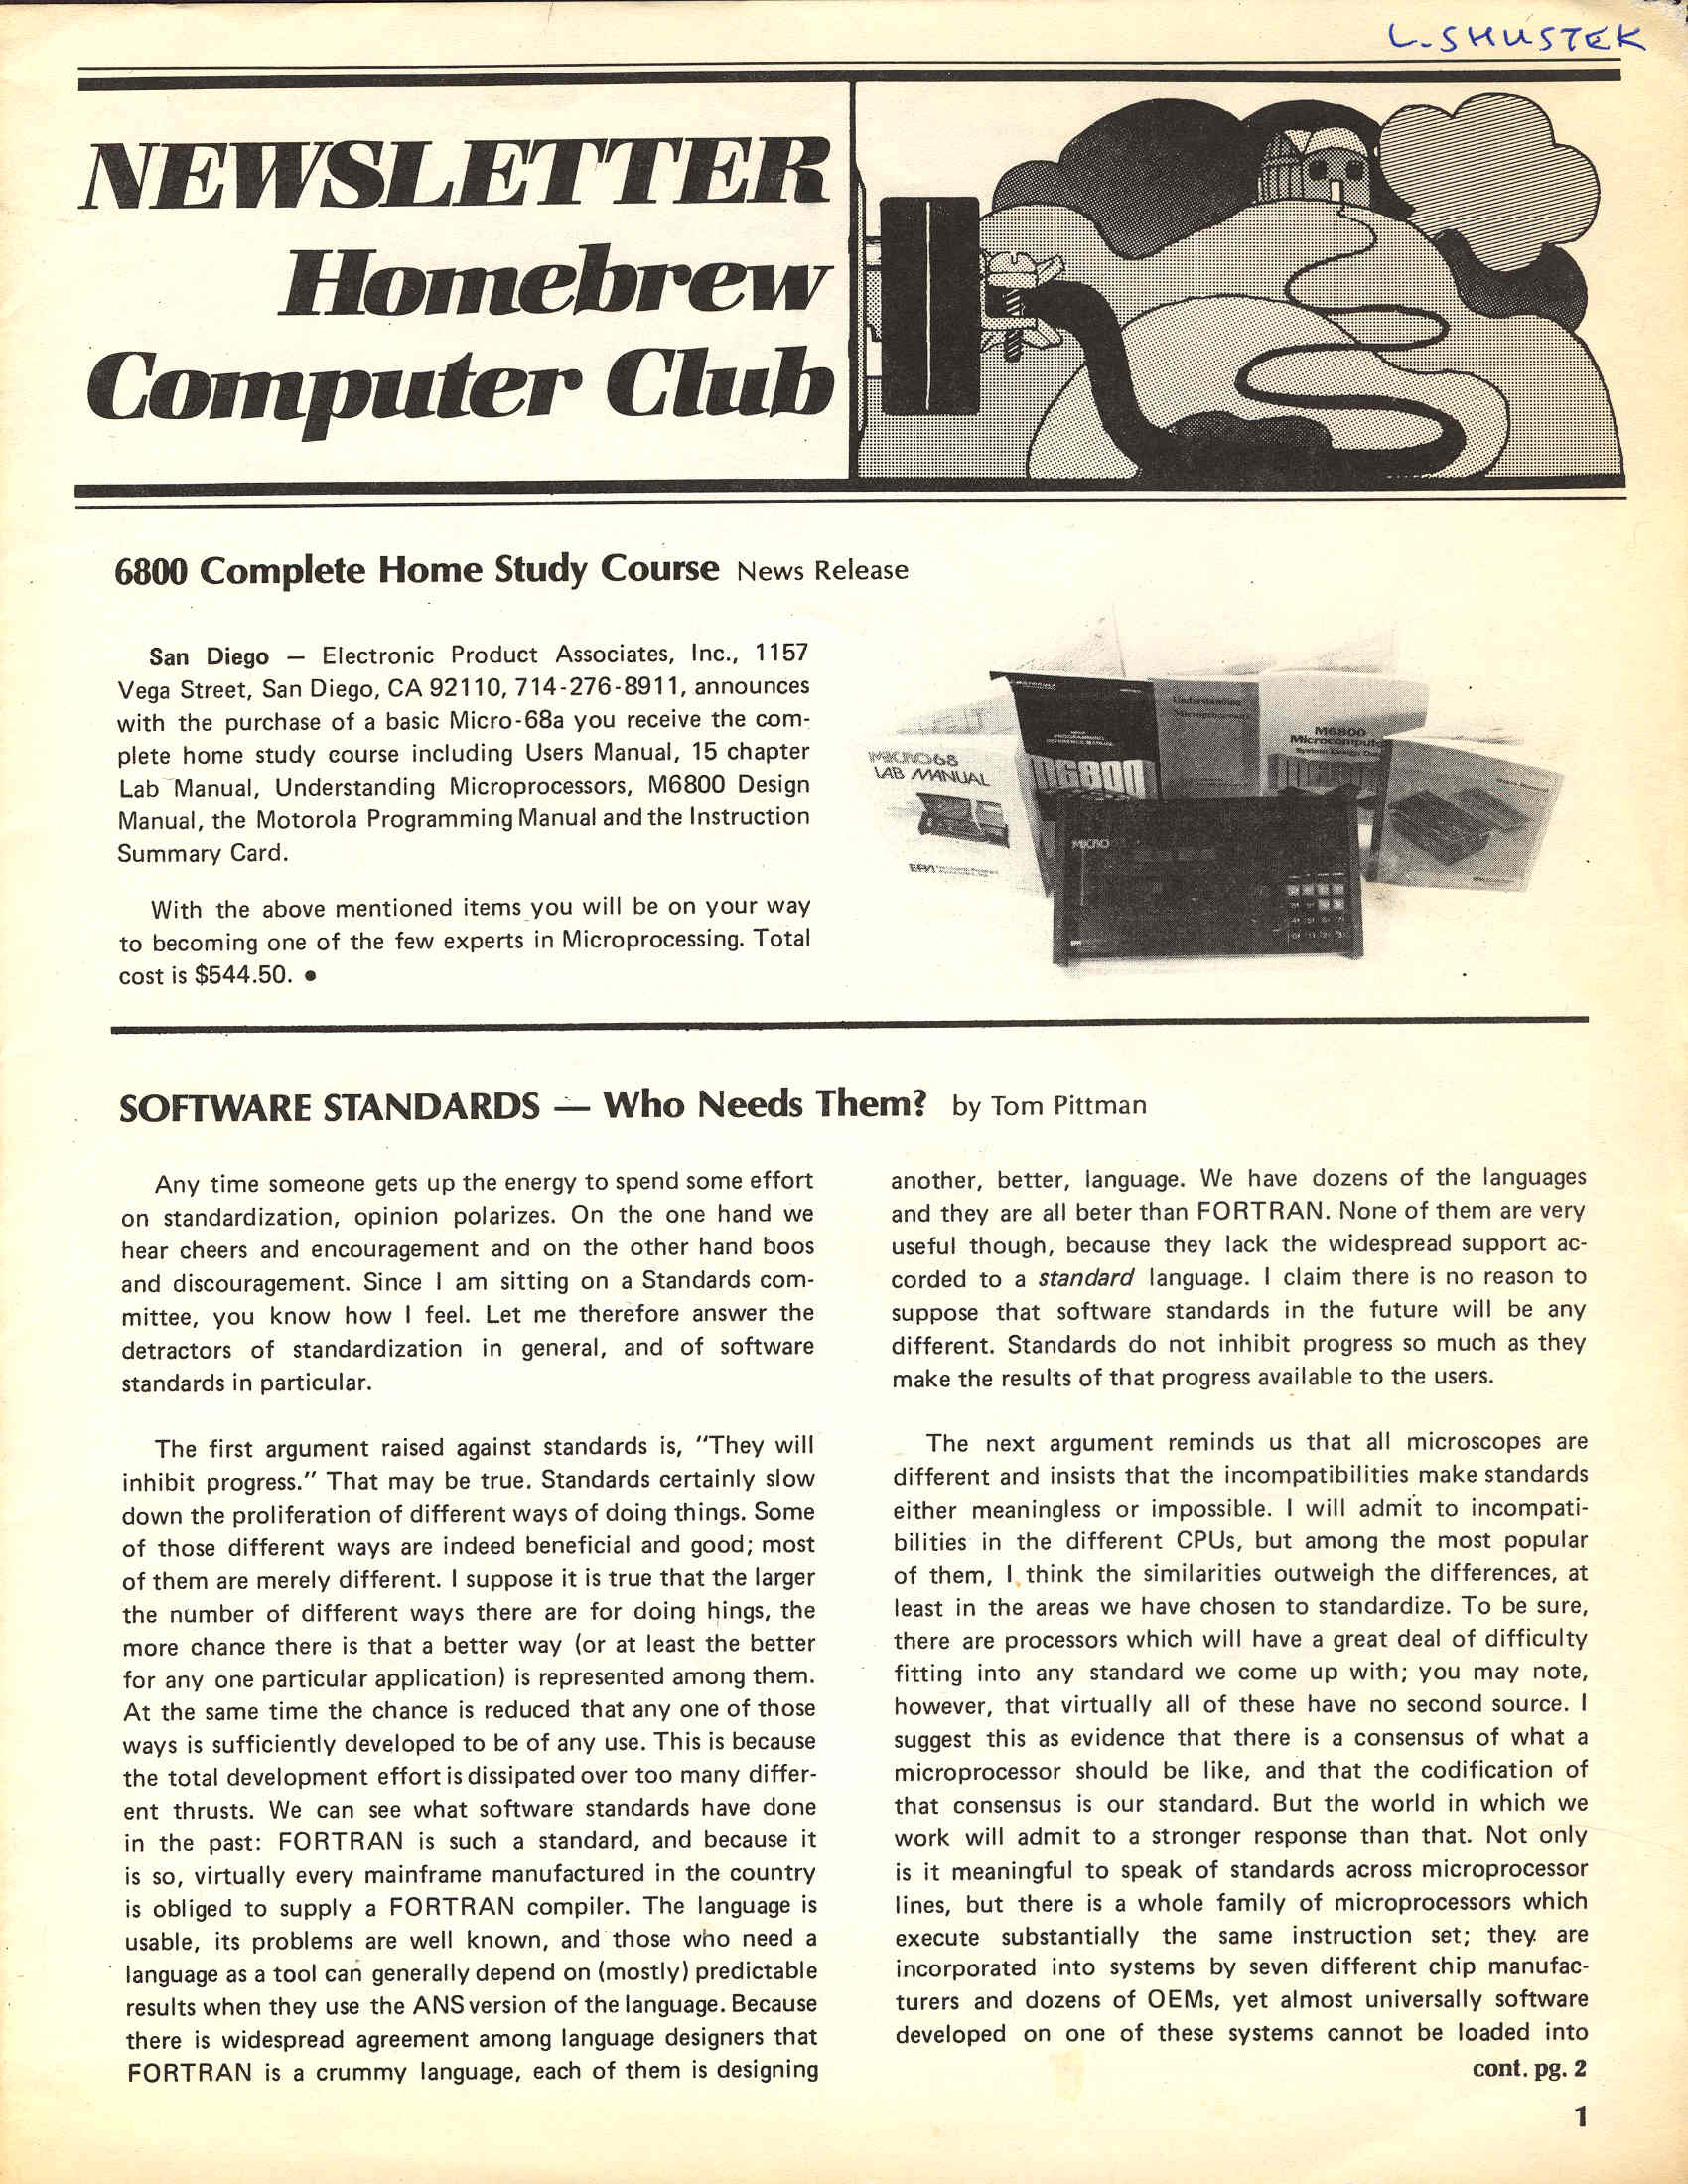 L. SHUSTEK
NEWSLETTER
Homebrew
Computer Club
6800 Complete Home Study Course News Release
San Diego — Electronic Product Associates, Inc., 1157
Vega Street, San Diego, CA 92110, 714-276-8911, announces
with the purchase of a basic Micro-68a you receive the com-
plete home study course including Users Manual, 15 chapter
Lab Manual, Understanding Microprocessors, M6800 Design
Manual, the Motorola Programming Manual and the Instruction
Summary Card.
With the above mentioned items you will be on your way
to becoming one of the few experts in Microprocessing. Total
cost is $544.50. •
MICRO68
LAB MANUAL
EPA
M6800
Understanding
Microprocessors
M6800
Microcomputer
MICRO
SOFTWARE STANDARDS — Who Needs Them? by Tom Pittman
Any time someone gets up the energy to spend some effort
on standardization, opinion polarizes. On the one hand we
hear cheers and encouragement and on the other hand boos
and discouragement. Since I am sitting on a Standards com-
mittee, you know how I feel. Let me therefore answer the
detractors of standardization in general, and of software
standards in particular.
The first argument raised against standards is, "They will
inhibit progress." That may be true. Standards certainly slow
down the proliferation of different ways of doing things. Some
of those different ways are indeed beneficial and good; most
of them are merely different. I suppose it is true that the larger
the number of different ways there are for doing hings, the
more chance there is that a better way (or at least the better
for any one particular application) is represented among them.
At the same time the chance is reduced that any one of those
ways is sufficiently developed to be of any use. This is because
the total development effort is dissipated over too many differ-
ent thrusts. We can see what software standards have done
in the past: FORTRAN is such a standard, and because it
is so, virtually every mainframe manufactured in the country
is obliged to supply a FORTRAN compiler. The language is
usable, its problems are well known, and those who need a
language as a tool can generally depend on (mostly) predictable
results when they use the ANS version of the language. Because
there is widespread agreement among language designers that
FORTRAN is a crummy language, each of them is designing
another, better, language. We have dozens of the languages
and they are all beter than FORTRAN. None of them are very
useful though, because they lack the widespread support ac-
corded to a standard language. I claim there is no reason to
suppose that software standards in the future will be any
different. Standards do not inhibit progress so much as they
make the results of that progress available to the users.
The next argument reminds us that all microscopes are
different and insists that the incompatibilities make standards
either meaningless or impossible. I will admit to incompati-
bilities in the different CPUs, but among the most popular
of them, I think the similarities outweigh the differences, at
least in the areas we have chosen to standardize. To be sure,
there are processors which will have a great deal of difficulty
fitting into any standard we come up with; you may note,
however, that virtually all of these have no second source. I
suggest this as evidence that there is a consensus of what a
microprocessor should be like, and that the codification of
that consensus is our standard. But the world in which we
work will admit to a stronger response than that. Not only
is it meaningful to speak of standards across microprocessor
lines, but there is a whole family of microprocessors which
execute substantially the same instruction set; they are
incorporated into systems by seven different chip manufac-
turers and dozens of OEMs, yet almost universally software
developed on one of these systems cannot be loaded into
cont. pg. 2
1